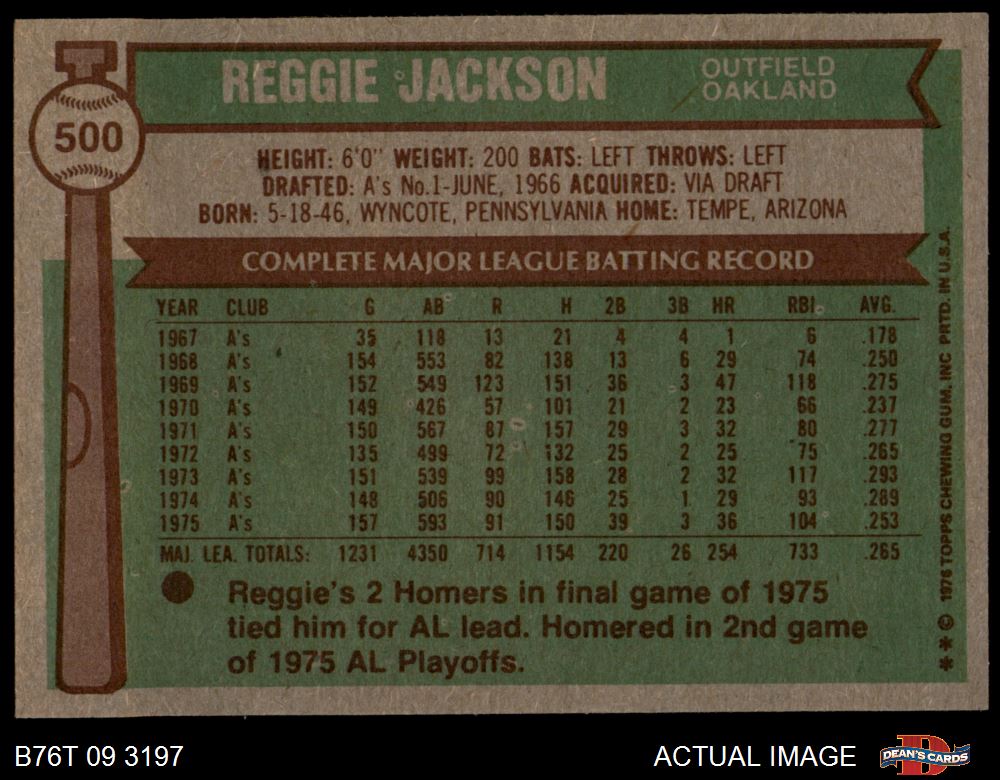 500
REGGIE JACKSON
OUTFIELD
OAKLAND
HEIGHT: 6'0" WEIGHT: 200 BATS: LEFT THROWS: LEFT
DRAFTED: A's No.1-JUNE, 1966 ACQUIRED: VIA DRAFT
BORN: 5-18-46, WYNCOTE, PENNSYLVANIA HOME: TEMPE, ARIZONA
COMPLETE MAJOR LEAGUE BATTING RECORD
YEAR CLUB G AB R H 2B 3B HR RBI AVG.
1967 A's 35 118 13 21 4 4 1 6 .178
1968 A's 154 553 82 138 13 6 29 74 .250
1969 A's 152 549 123 151 36 3 47 118 .275
1970 A's 149 426 57 101 21 2 23 66 .237
1971 A's 150 567 87 157 29 3 32 80 .277
1972 A's 135 499 72 132 25 2 25 75 .265
1973 A's 151 539 99 158 28 2 32 117 .293
1974 A's 148 506 90 146 25 1 29 93 .289
1975 A's 157 593 91 150 39 3 36 104 .253
MAJ. LEA. TOTALS: 1231 4350 714 1154 220 26 254 733 .265
Reggie's 2 Homers in final game of 1975
tied him for AL lead. Homered in 2nd game
of 1975 AL Playoffs.
* * © 1976 TOPPS CHEWING GUM, INC PRTD. IN U.S.A.
B76T 09 3197
ACTUAL IMAGE
DEAN'S CARDS